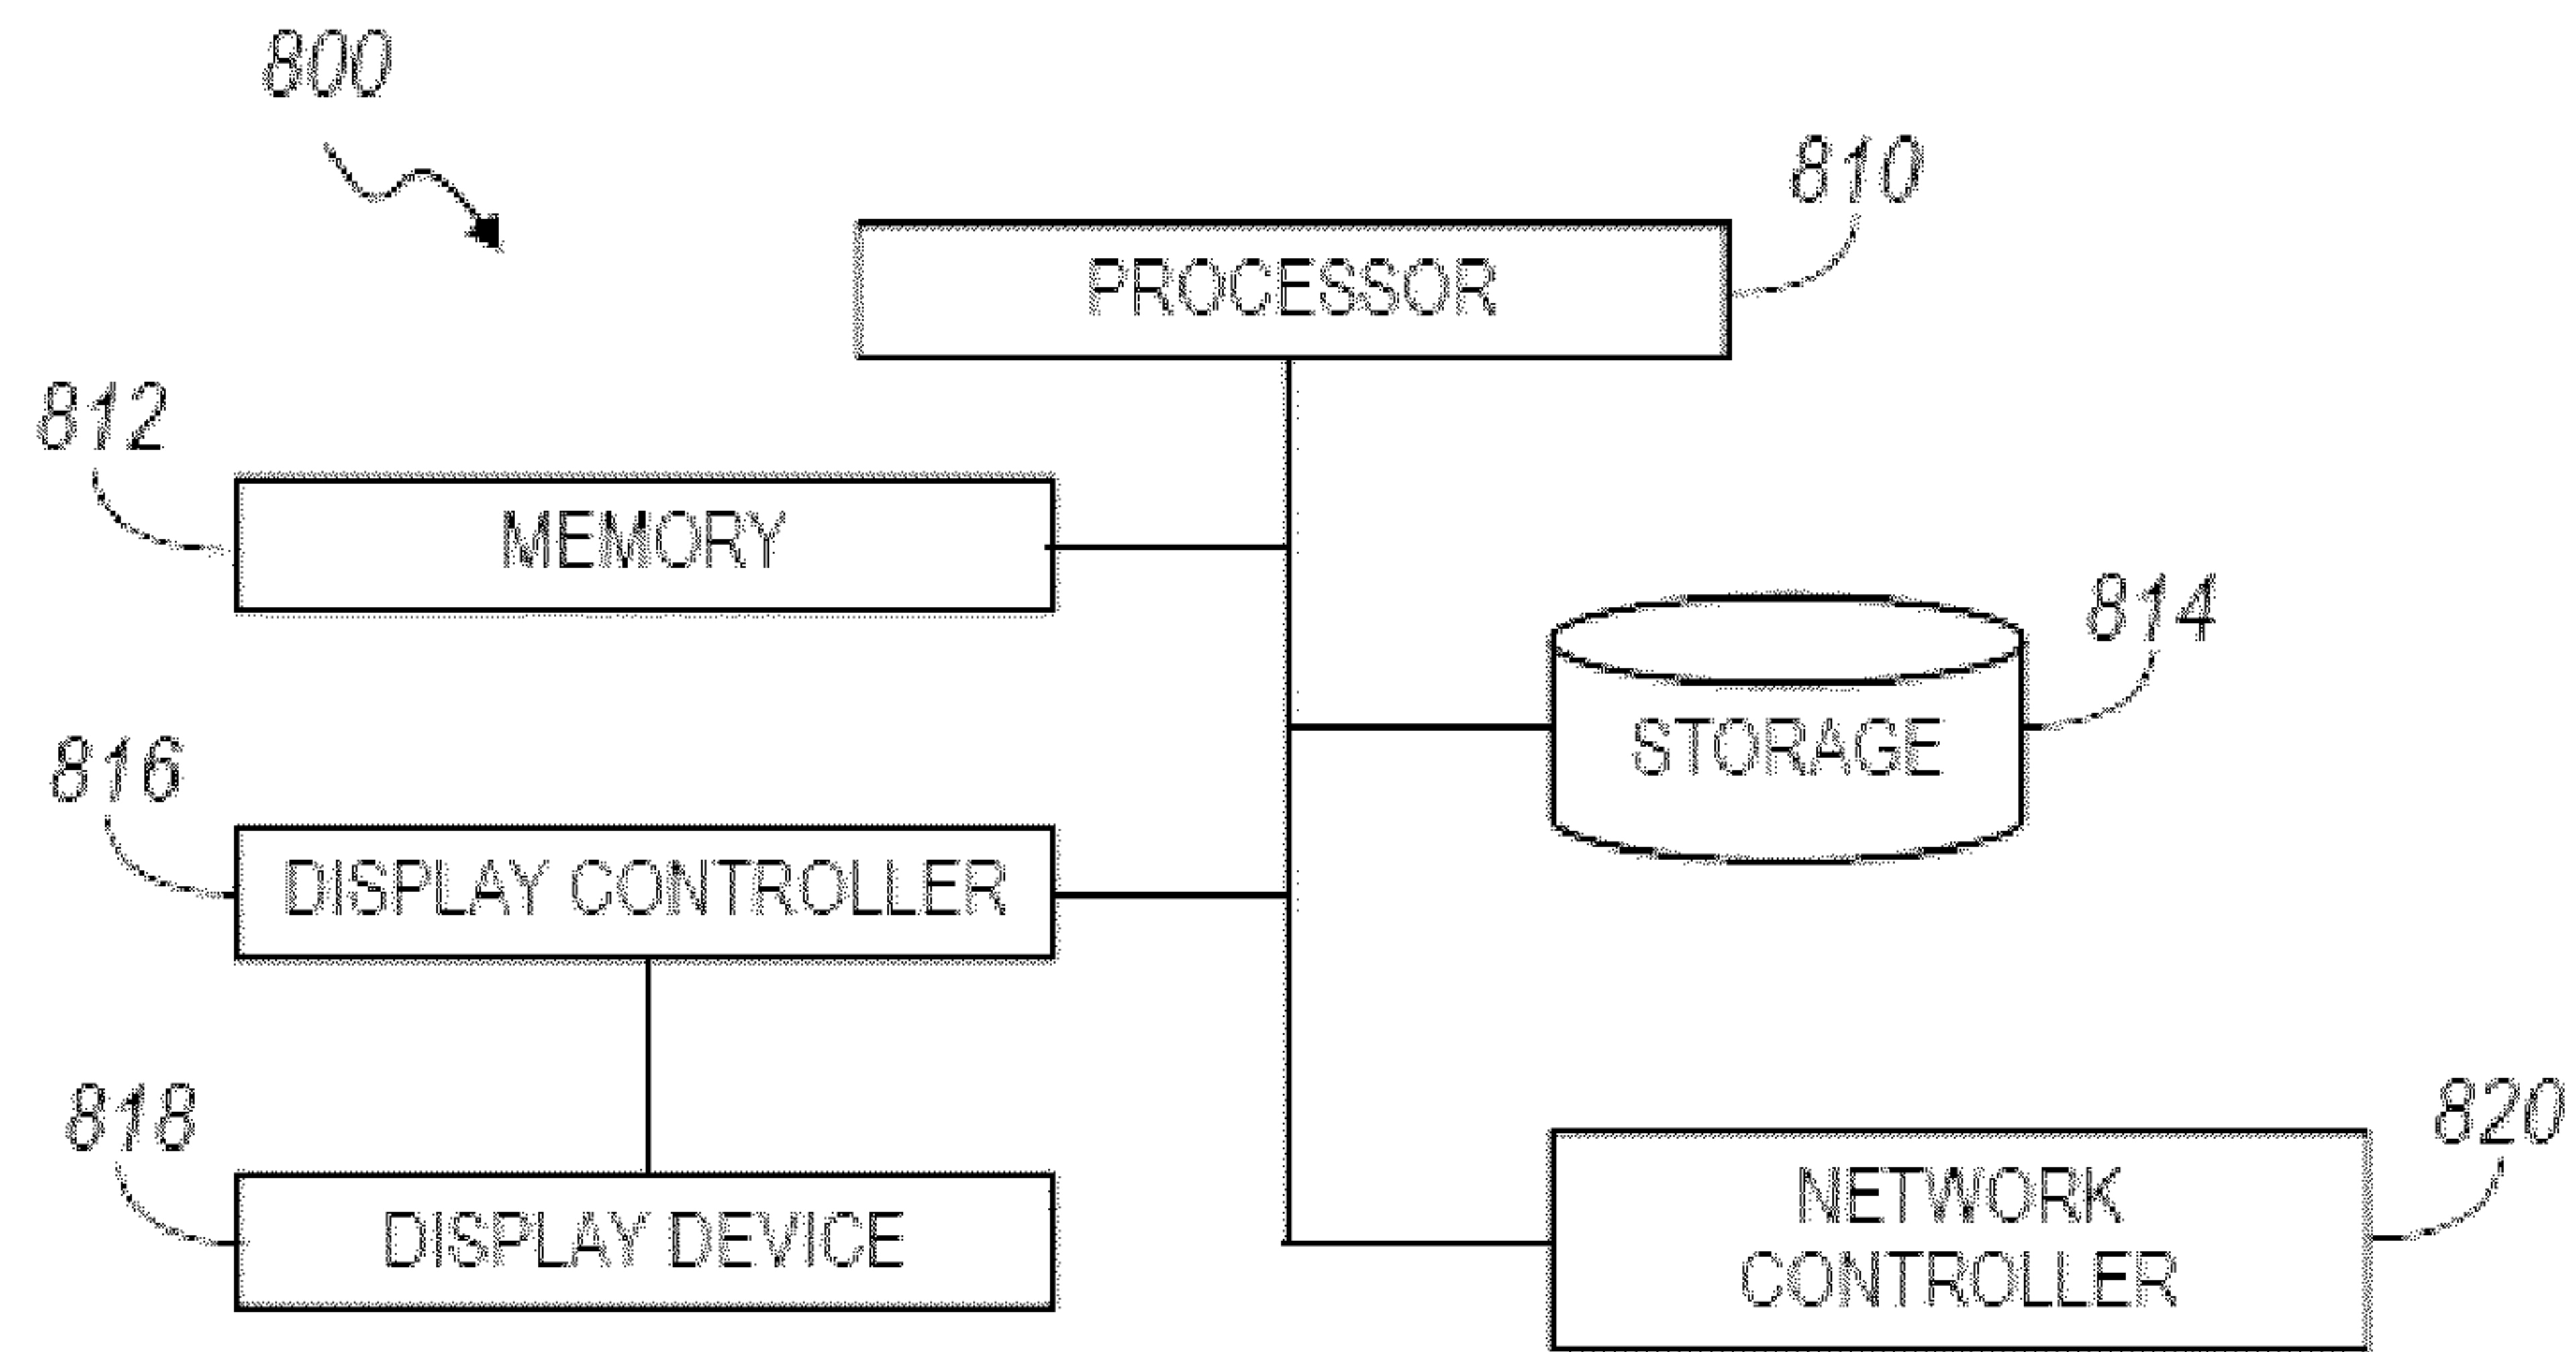 800
810
PROCESSOR
812
MEMORY
814
STORAGE
816
DISPLAY CONTROLLER
818
DISPLAY DEVICE
820
NETWORK
CONTROLLER